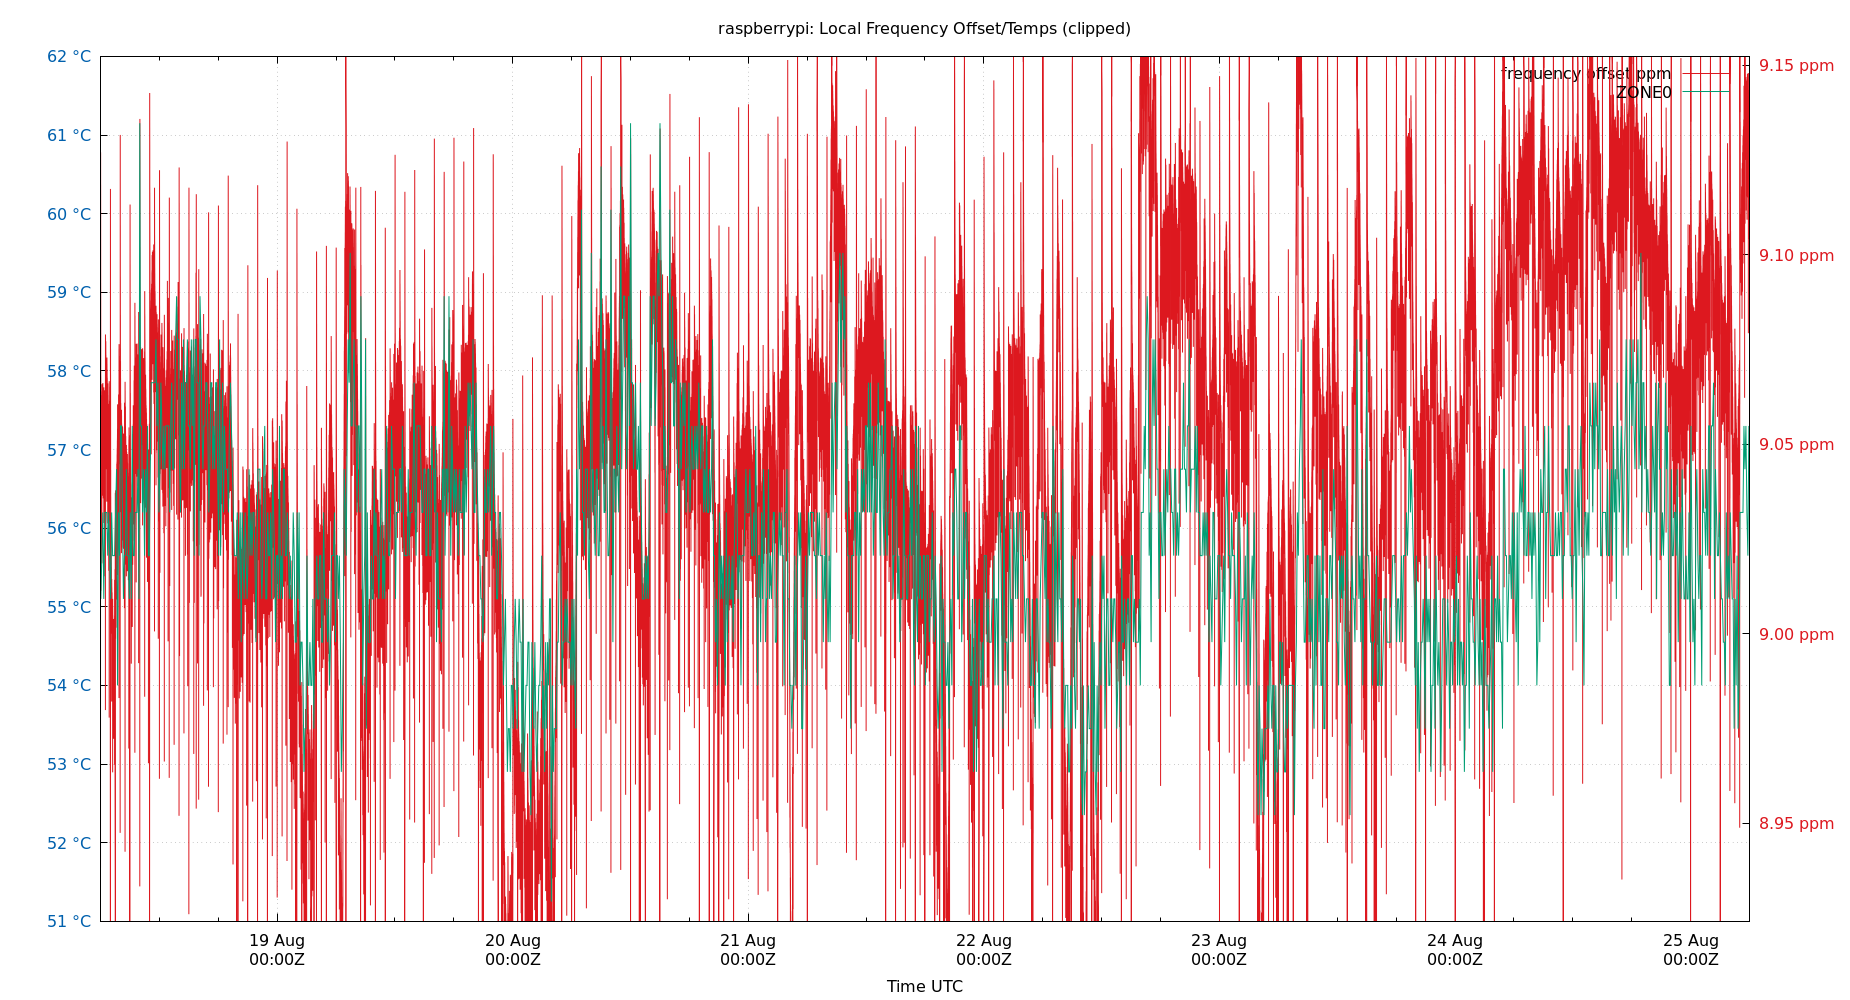 raspberrypi: Local Frequency Offset/Temps (clipped)
62 °C
61 °C
60 °C
59 °C
58 °C
57 °C
56 °C
55 °C
54 °C
53 °C
52 °C
51 °C
frequency offset ppm
ZONE0
9.15 ppm
9.10 ppm
9.05 ppm
9.00 ppm
8.95 ppm
19 Aug
00:00Z
20 Aug
00:00Z
21 Aug
00:00Z
22 Aug
00:00Z
23 Aug
00:00Z
24 Aug
00:00Z
25 Aug
00:00Z
Time UTC